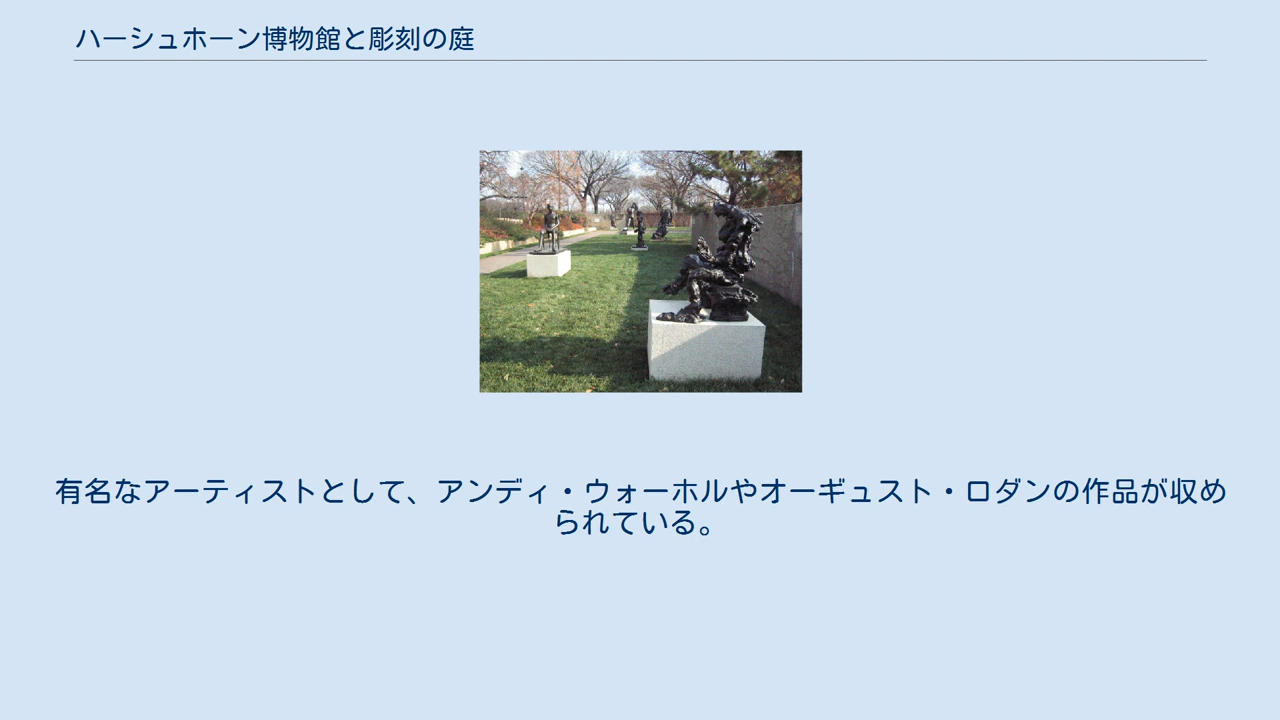 ハーシュホーン博物館と彫刻の庭
有名なアーティストとして、アンディ・ウォーホルやオーギュスト・ロダンの作品が収め
られている。